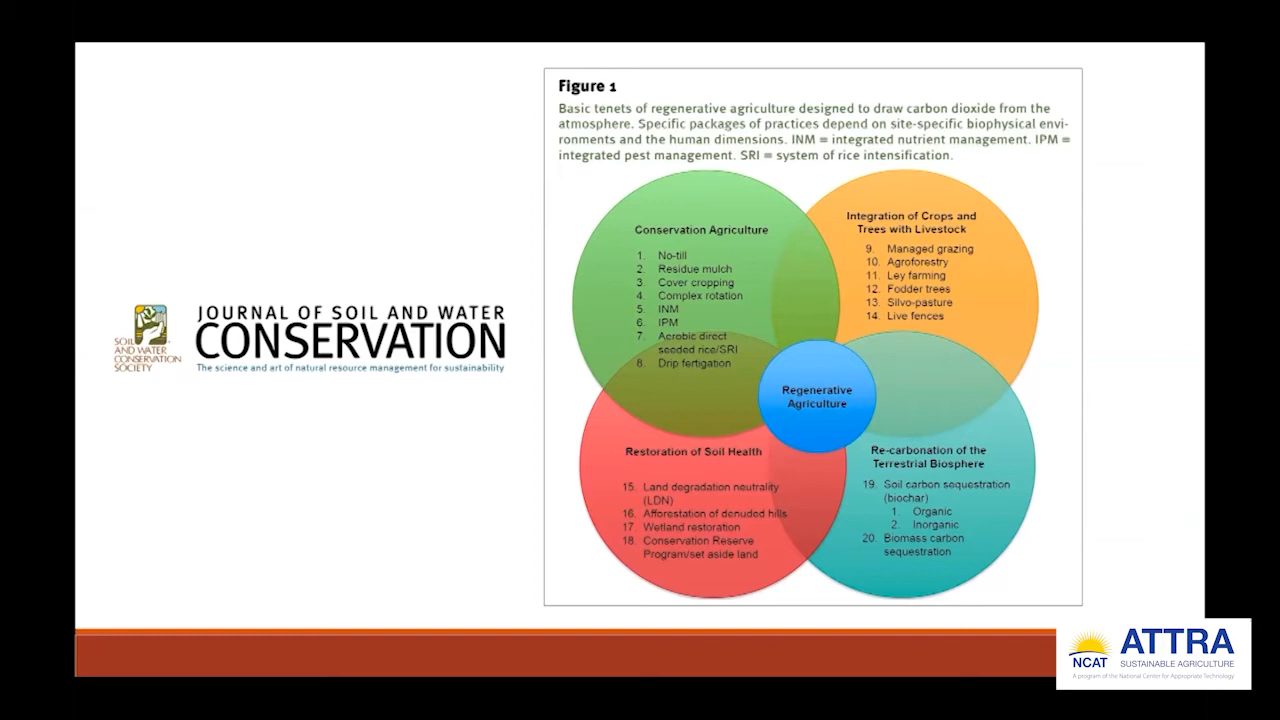 SOIL
AND WATER
CONSERVATION
SOCIETY
JOURNAL OF SOIL AND WATER
CONSERVATION
The science and art of natural resource management for sustainability
Figure 1
Basic tenets of regenerative agriculture designed to draw carbon dioxide from the
atmosphere. Specific packages of practices depend on site-specific biophysical envi-
ronments and the human dimensions. INM = integrated nutrient management. IPM =
integrated pest management. SRI = system of rice intensification.
Conservation Agriculture
1. No-till
2. Residue mulch
3. Cover cropping
4. Complex rotation
5. INM
6. IPM
7. Aerobic direct
seeded rice/SRI
8. Drip fertigation
Integration of Crops and
Trees with Livestock
9. Managed grazing
10. Agroforestry
11. Ley farming
12. Fodder trees
13. Silvo-pasture
14. Live fences
Regenerative
Agriculture
Restoration of Soil Health
15. Land degradation neutrality
(LDN)
16. Afforestation of denuded hills
17. Wetland restoration
18 Conservation Reserve
Program/set aside land
Re-carbonation of the
Terrestrial Biosphere
19. Soil carbon sequestration
(biochar)
1. Organic
2. Inorganic
20. Biomass carbon
sequestration
NCAT
ATTRA
SUSTAINABLE AGRICULTURE
A program of the National Center for Appropriate Technology